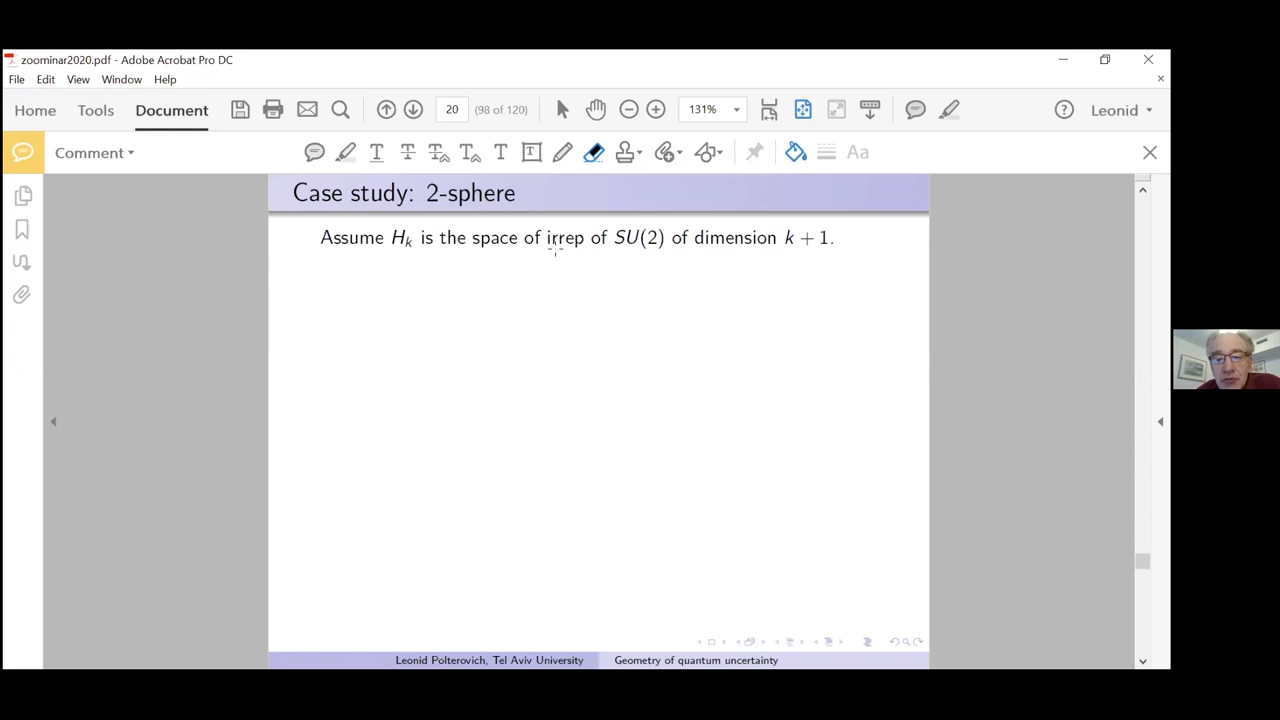 zoominar2020.pdf - Adobe Acrobat Pro DC
File Edit View Window Help
Home Tools Document 20 (98 of 120) 131% Leonid
Comment T T T T T T Aa
Case study: 2-sphere
Assume Hₖ is the space of irrep of SU(2) of dimension k + 1.
Leonid Polterovich, Tel Aviv University Geometry of quantum uncertainty